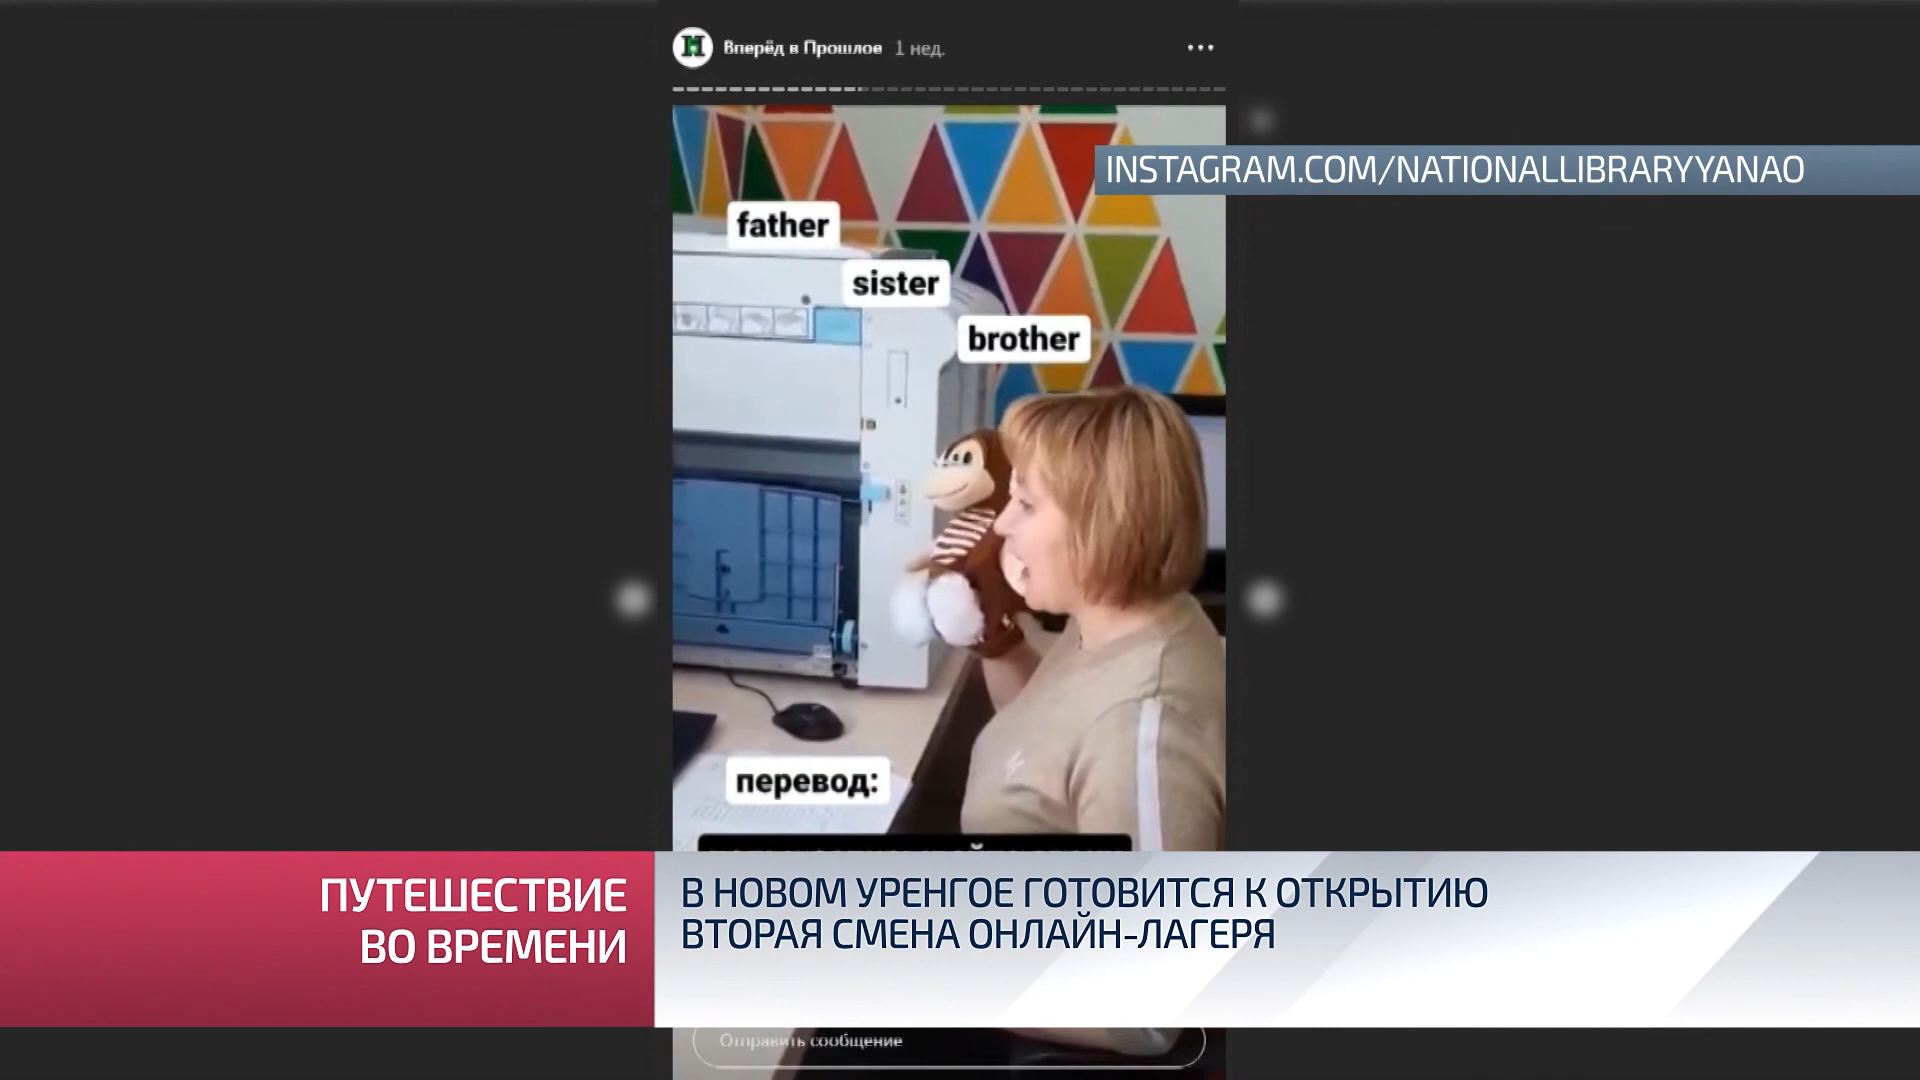 Вперёд в Прошлое 1 нед.
INSTAGRAM.COM/NATIONALLIBRARYYANAO
father
sister
brother
перевод:
ПУТЕШЕСТВИЕ
ВО ВРЕМЕНИ
В НОВОМ УРЕНГОЕ ГОТОВИТСЯ К ОТКРЫТИЮ
ВТОРАЯ СМЕНА ОНЛАЙН-ЛАГЕРЯ
Отправить сообщение